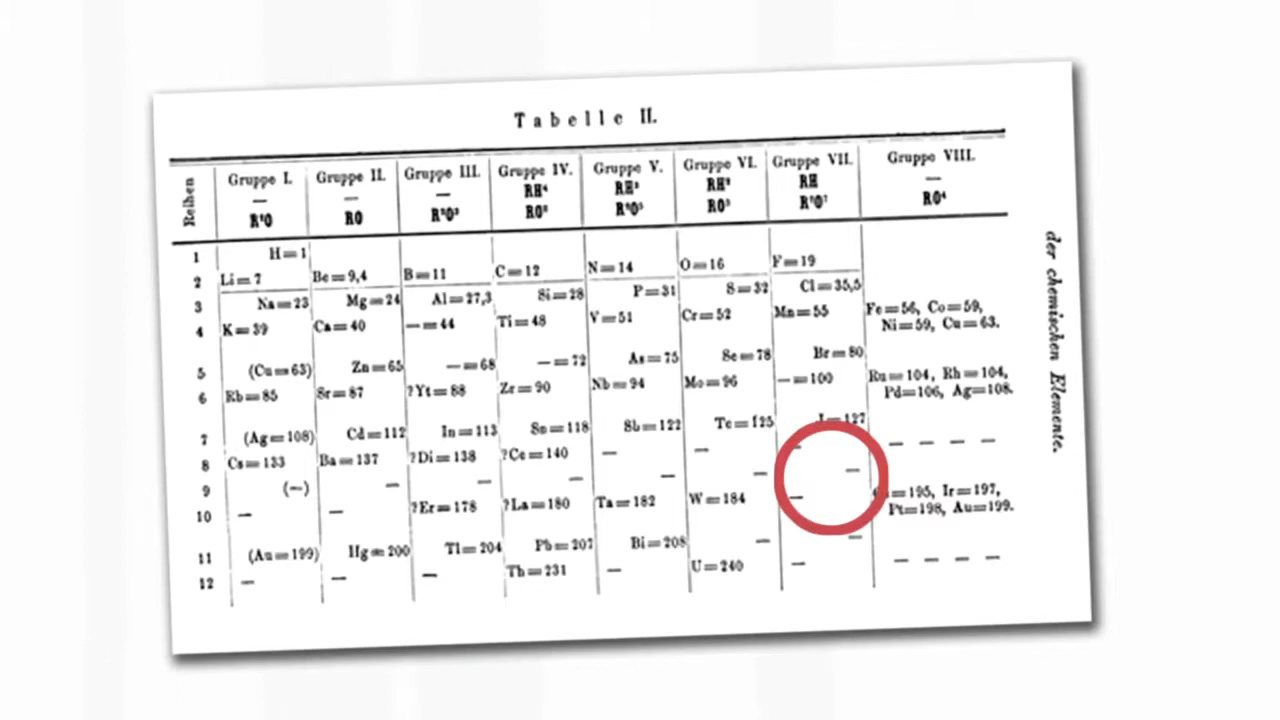 Tabelle II.
Reihen | Gruppe I. — R²O | Gruppe II. — RO | Gruppe III. — R²O³ | Gruppe IV. RH⁴ RO² | Gruppe V. RH³ R²O⁵ | Gruppe VI. RH² RO³ | Gruppe VII. RH R²O⁷ | Gruppe VIII. — RO⁴
1 H=1
2 Li=7 Be=9,4 B=11 C=12 N=14 O=16 F=19
3 Na=23 Mg=24 Al=27,3 Si=28 P=31 S=32 Cl=35,5
4 K=39 Ca=40 —=44 Ti=48 V=51 Cr=52 Mn=55 Fe=56, Co=59,
Ni=59, Cu=63.
5 (Cu=63) Zn=65 —=68 —=72 As=75 Se=78 Br=80
6 Rb=85 Sr=87 ?Yt=88 Zr=90 Nb=94 Mo=96 —=100 Ru=104, Rh=104,
Pd=106, Ag=108.
7 (Ag=108) Cd=112 In=113 Sn=118 Sb=122 Te=125 J=127
8 Cs=133 Ba=137 ?Di=138 ?Ce=140 — — — — — — —
9 (—) — — — — — —
10 — — ?Er=178 ?La=180 Ta=182 W=184 — =195, Ir=197,
Pt=198, Au=199.
11 (Au=199) Hg=200 Tl=204 Pb=207 Bi=208 — —
12 — — — Th=231 — U=240 — — — — —
der chemischen Elemente.